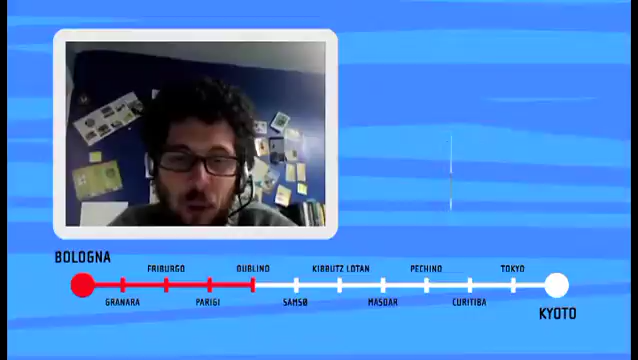 BOLOGNA
FRIBURGO
DUBLINO
KIBBUTZ LOTAN
PECHINO
TOKYO
GRANARA
PARIGI
SAMSØ
MASDAR
CURITIBA
KYOTO